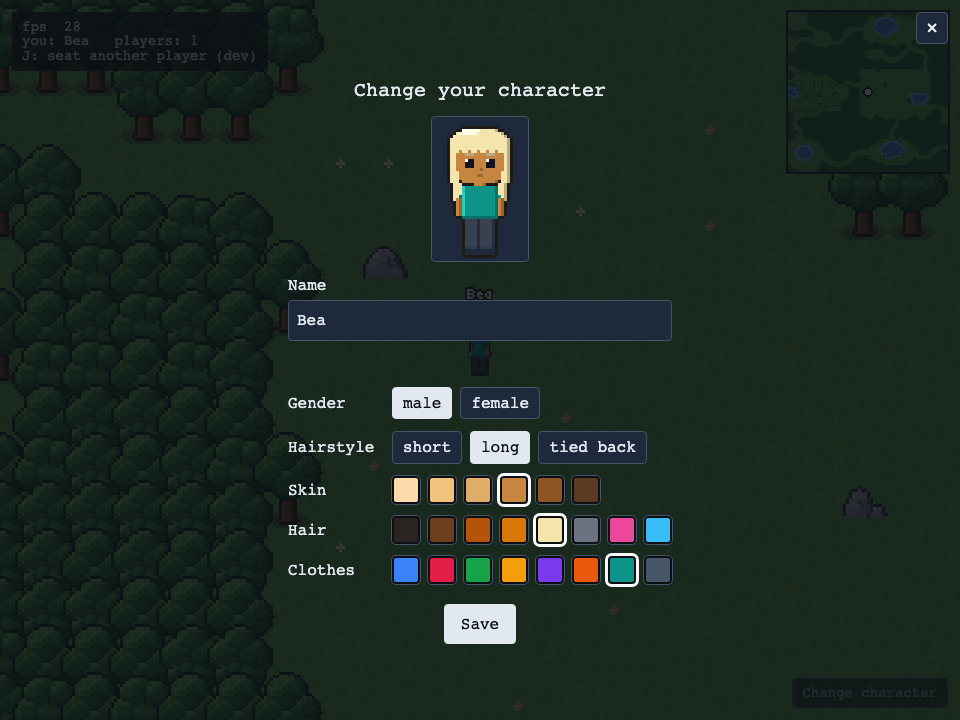 fps 28
you: Bea players: 1
J: seat another player (dev)
×
Change your character
Name
Bea
Bea
Gender male female
Hairstyle short long tied back
Skin
Hair
Clothes
Save
Change character